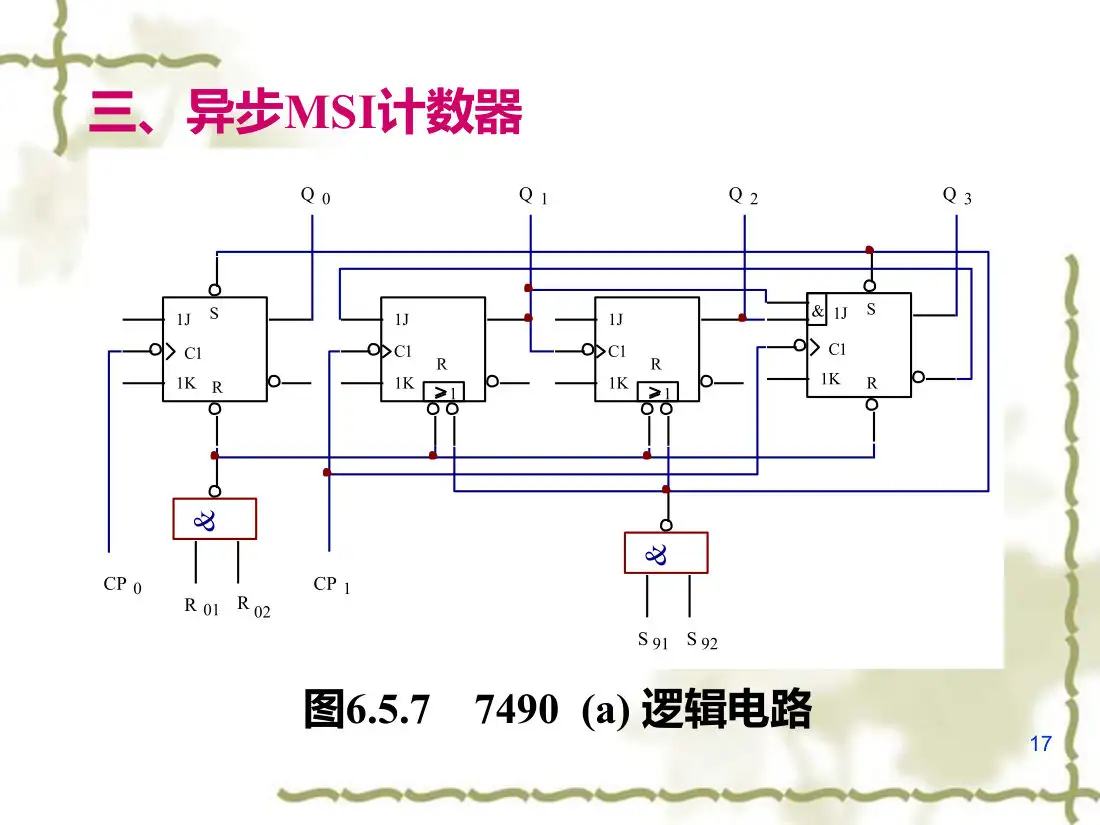 三、异步MSI计数器
Q 0 Q 1 Q 2 Q 3
1J S 1J 1J & 1J S
C1 C1 R C1 R C1
1K R 1K ⩾1 1K ⩾1 1K R
& &
CP 0 R 01 R 02 CP 1
S 91 S 92
图6.5.7 7490 (a) 逻辑电路
17